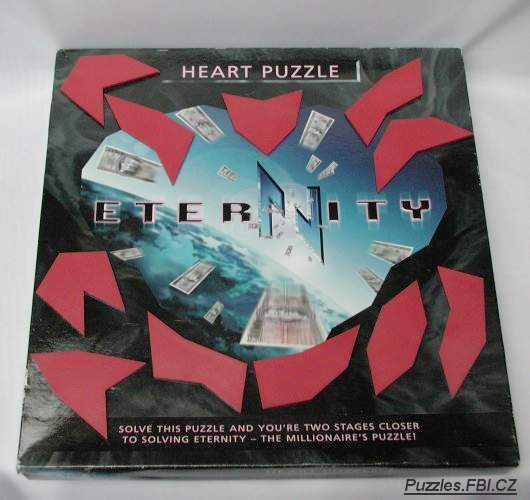 HEART PUZZLE
ETERNITY
SOLVE THIS PUZZLE AND YOU'RE TWO STAGES CLOSER
TO SOLVING ETERNITY – THE MILLIONAIRE'S PUZZLE!
Puzzles.FBI.CZ